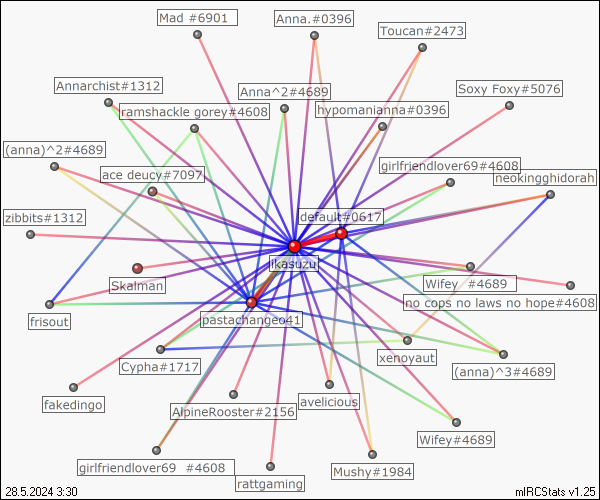 Mad #6901
Anna.#0396
Toucan#2473
Annarchist#1312
Anna^2#4689
Soxy Foxy#5076
ramshackle gorey#4608
hypomanianna#0396
(anna)^2#4689
ace deucy#7097
girlfriendlover69#4608
neokingghidorah
zibbits#1312
default#0617
ikasuzu
Skalman
Wifey #4689
no cops no laws no hope#4608
frisout
pastachangeo41
xenoyaut
Cypha#1717
(anna)^3#4689
fakedingo
AlpineRooster#2156
avelicious
Wifey#4689
girlfriendlover69 #4608
rattgaming
Mushy#1984
28.5.2024 3:30
mIRCStats v1.25